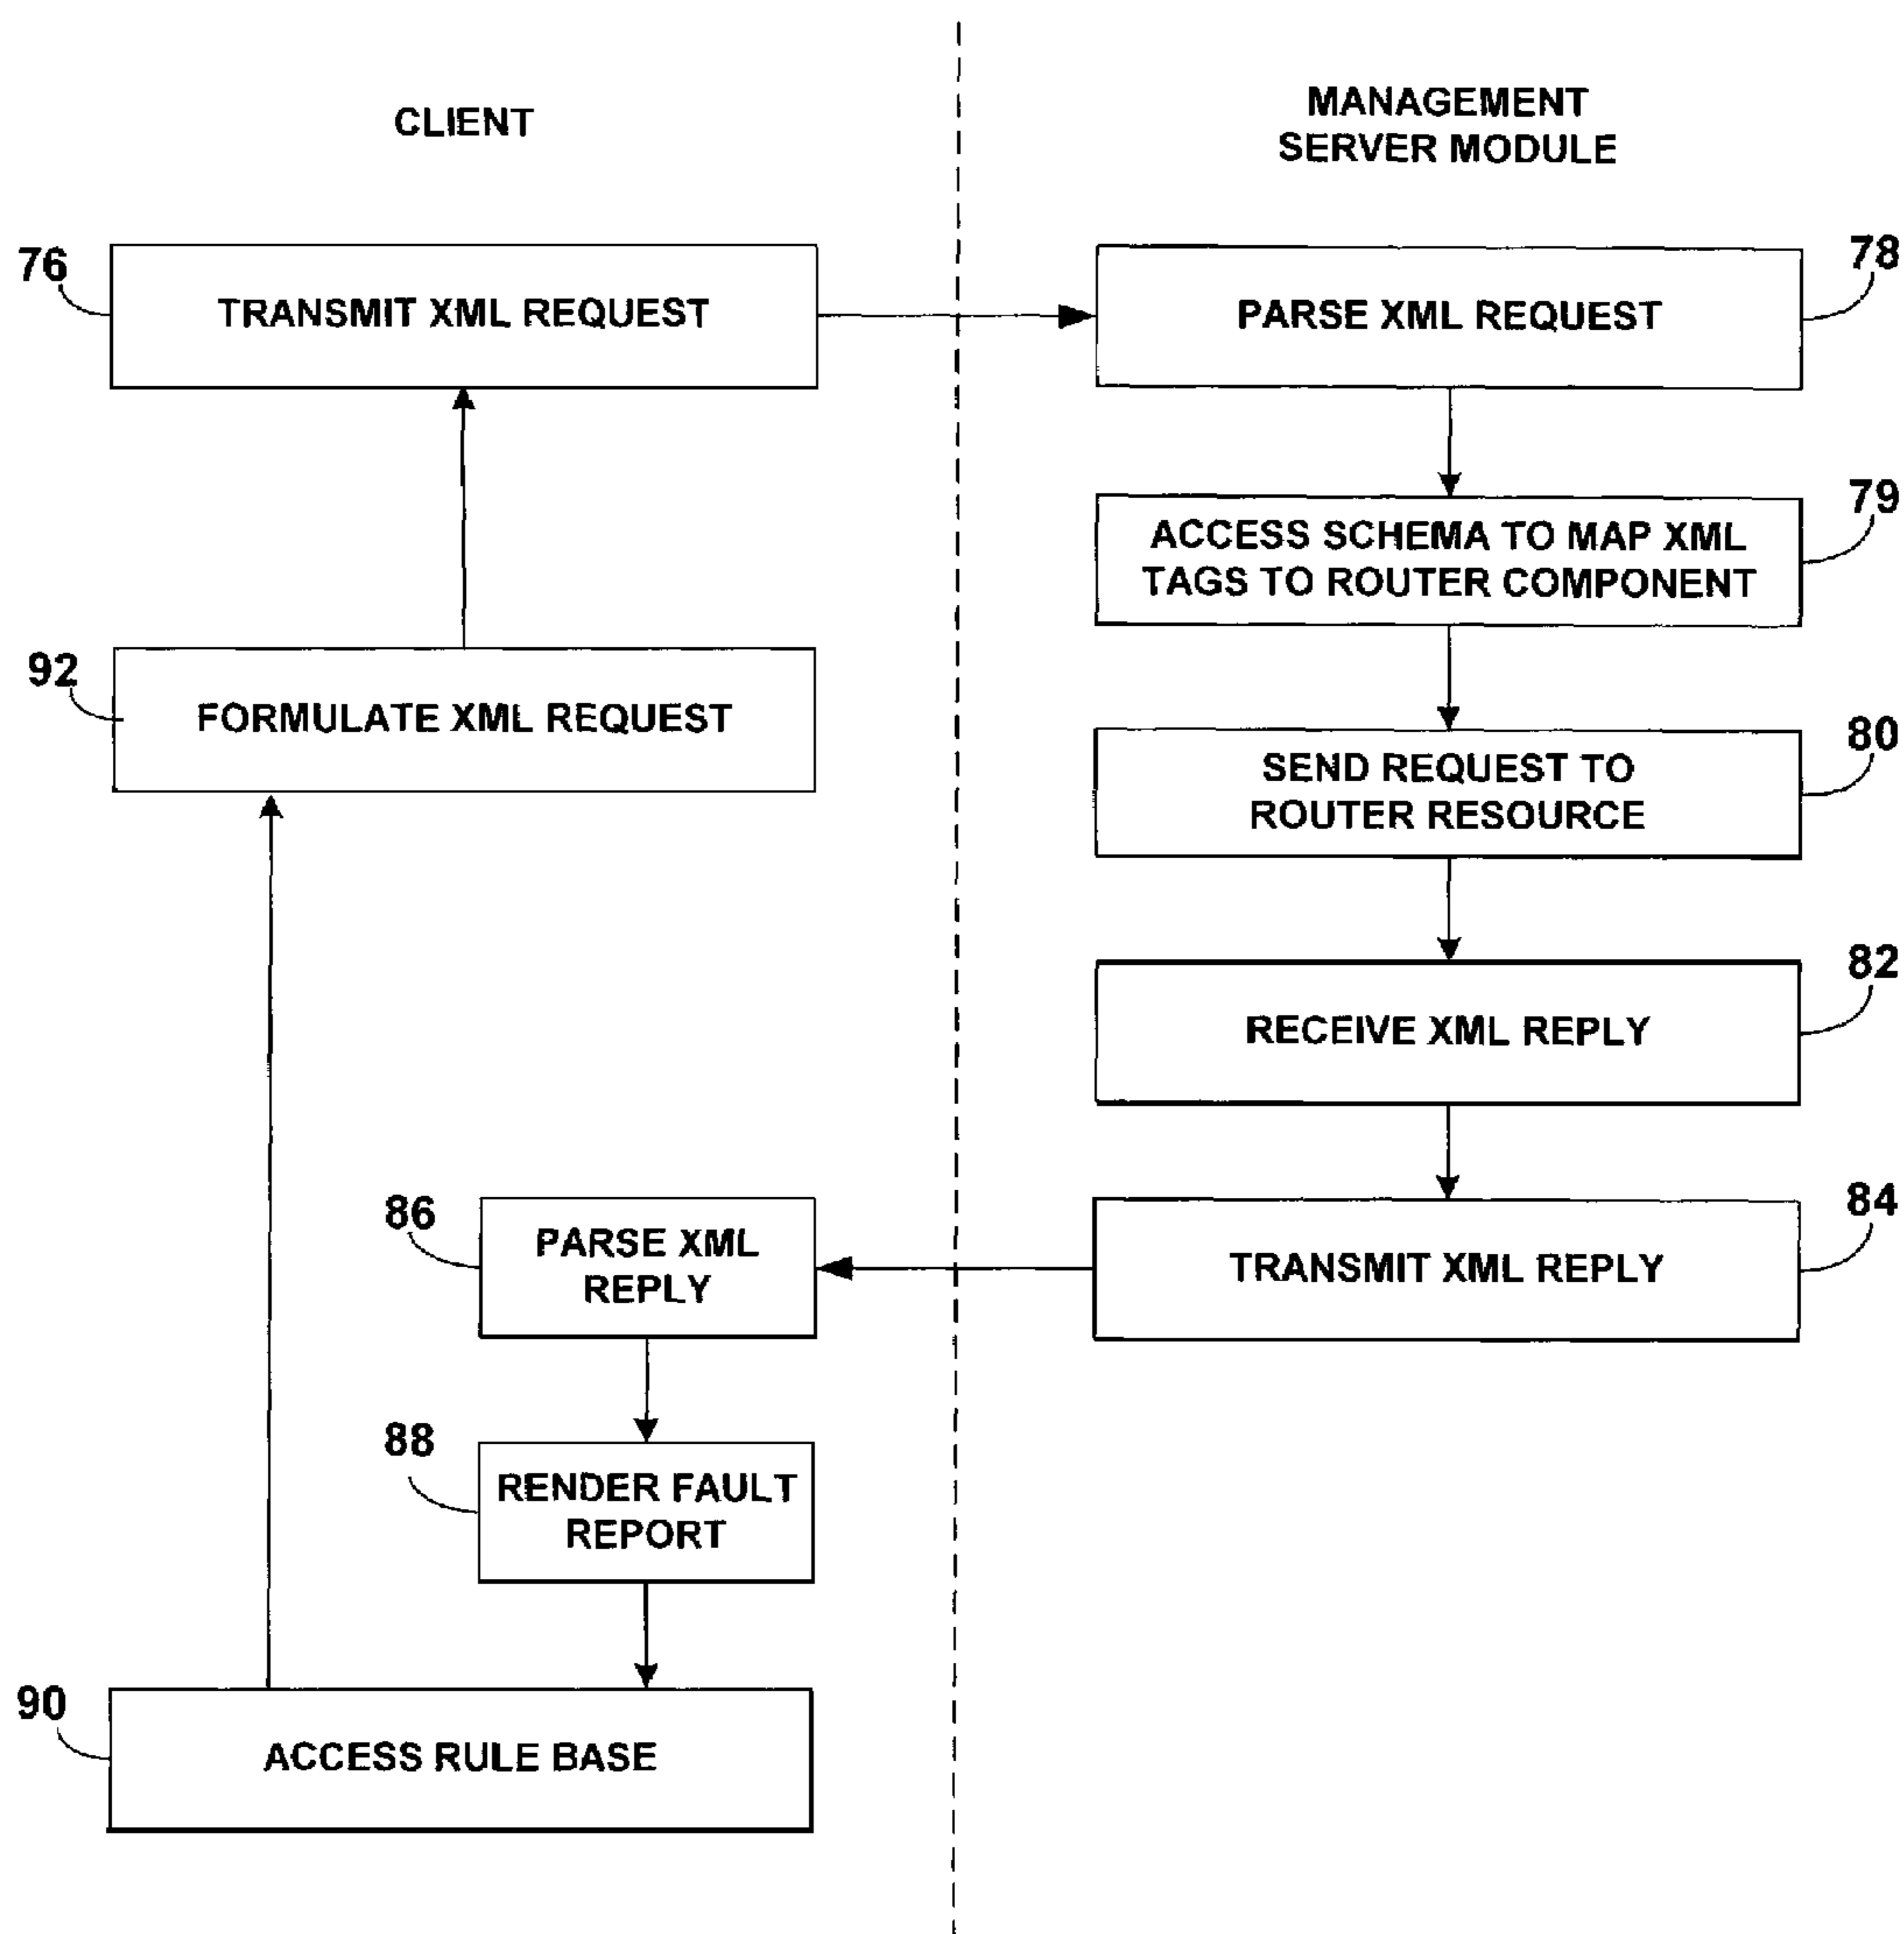 CLIENT
MANAGEMENT
SERVER MODULE
76
TRANSMIT XML REQUEST
78
PARSE XML REQUEST
79
ACCESS SCHEMA TO MAP XML
TAGS TO ROUTER COMPONENT
92
FORMULATE XML REQUEST
80
SEND REQUEST TO
ROUTER RESOURCE
82
RECEIVE XML REPLY
86
PARSE XML
REPLY
84
TRANSMIT XML REPLY
88
RENDER FAULT
REPORT
90
ACCESS RULE BASE